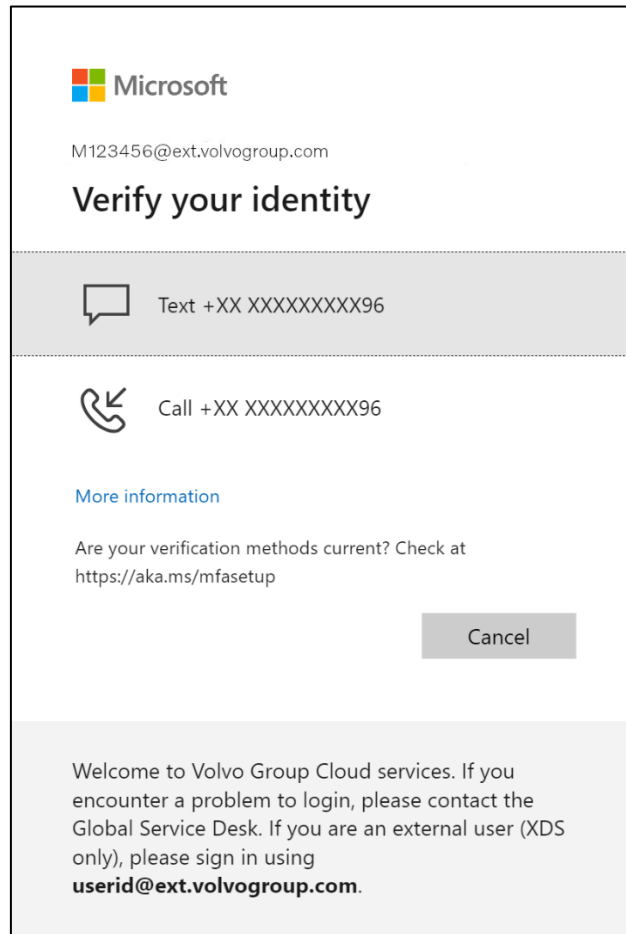 Microsoft
M123456@ext.volvogroup.com
Verify your identity
Text +XX XXXXXXXXX96
Call +XX XXXXXXXXX96
More information
Are your verification methods current? Check at
https://aka.ms/mfasetup
Cancel
Welcome to Volvo Group Cloud services. If you
encounter a problem to login, please contact the
Global Service Desk. If you are an external user (XDS
only), please sign in using
userid@ext.volvogroup.com.